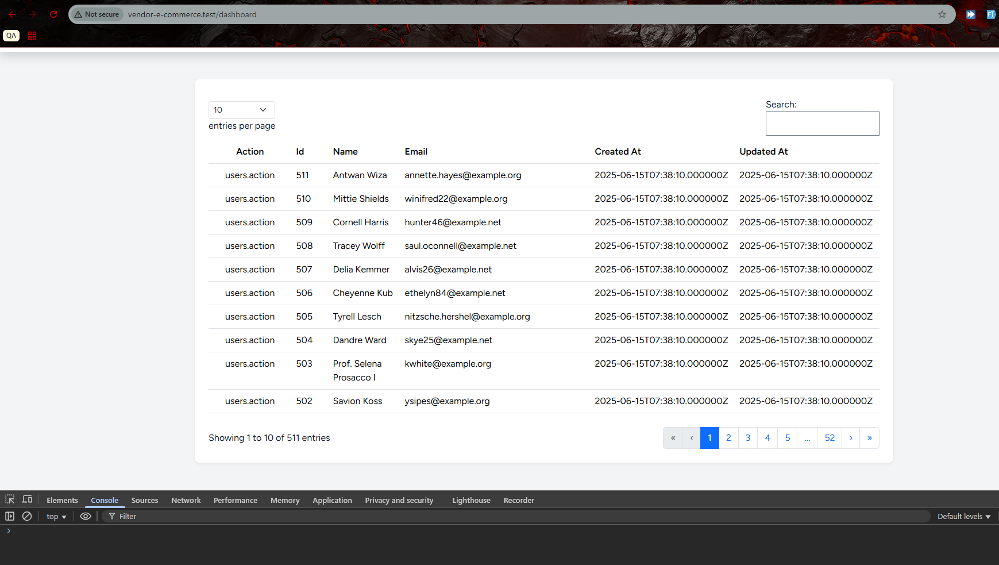 Not secure vendor-e-commerce.test/dashboard
QA
10
entries per page
Search:
Action Id Name Email Created At Updated At
users.action 511 Antwan Wiza annette.hayes@example.org 2025-06-15T07:38:10.000000Z 2025-06-15T07:38:10.000000Z
users.action 510 Mittie Shields winifred22@example.org 2025-06-15T07:38:10.000000Z 2025-06-15T07:38:10.000000Z
users.action 509 Cornell Harris hunter46@example.net 2025-06-15T07:38:10.000000Z 2025-06-15T07:38:10.000000Z
users.action 508 Tracey Wolff saul.oconnell@example.net 2025-06-15T07:38:10.000000Z 2025-06-15T07:38:10.000000Z
users.action 507 Delia Kemmer alvis26@example.net 2025-06-15T07:38:10.000000Z 2025-06-15T07:38:10.000000Z
users.action 506 Cheyenne Kub ethelyn84@example.net 2025-06-15T07:38:10.000000Z 2025-06-15T07:38:10.000000Z
users.action 505 Tyrell Lesch nitzsche.hershel@example.org 2025-06-15T07:38:10.000000Z 2025-06-15T07:38:10.000000Z
users.action 504 Dandre Ward skye25@example.net 2025-06-15T07:38:10.000000Z 2025-06-15T07:38:10.000000Z
users.action 503 Prof. Selena kwhite@example.org 2025-06-15T07:38:10.000000Z 2025-06-15T07:38:10.000000Z
Prosacco I
users.action 502 Savion Koss ysipes@example.org 2025-06-15T07:38:10.000000Z 2025-06-15T07:38:10.000000Z
Showing 1 to 10 of 511 entries « ‹ 1 2 3 4 5 ... 52 › »
Elements Console Sources Network Performance Memory Application Privacy and security Lighthouse Recorder
top Filter Default levels